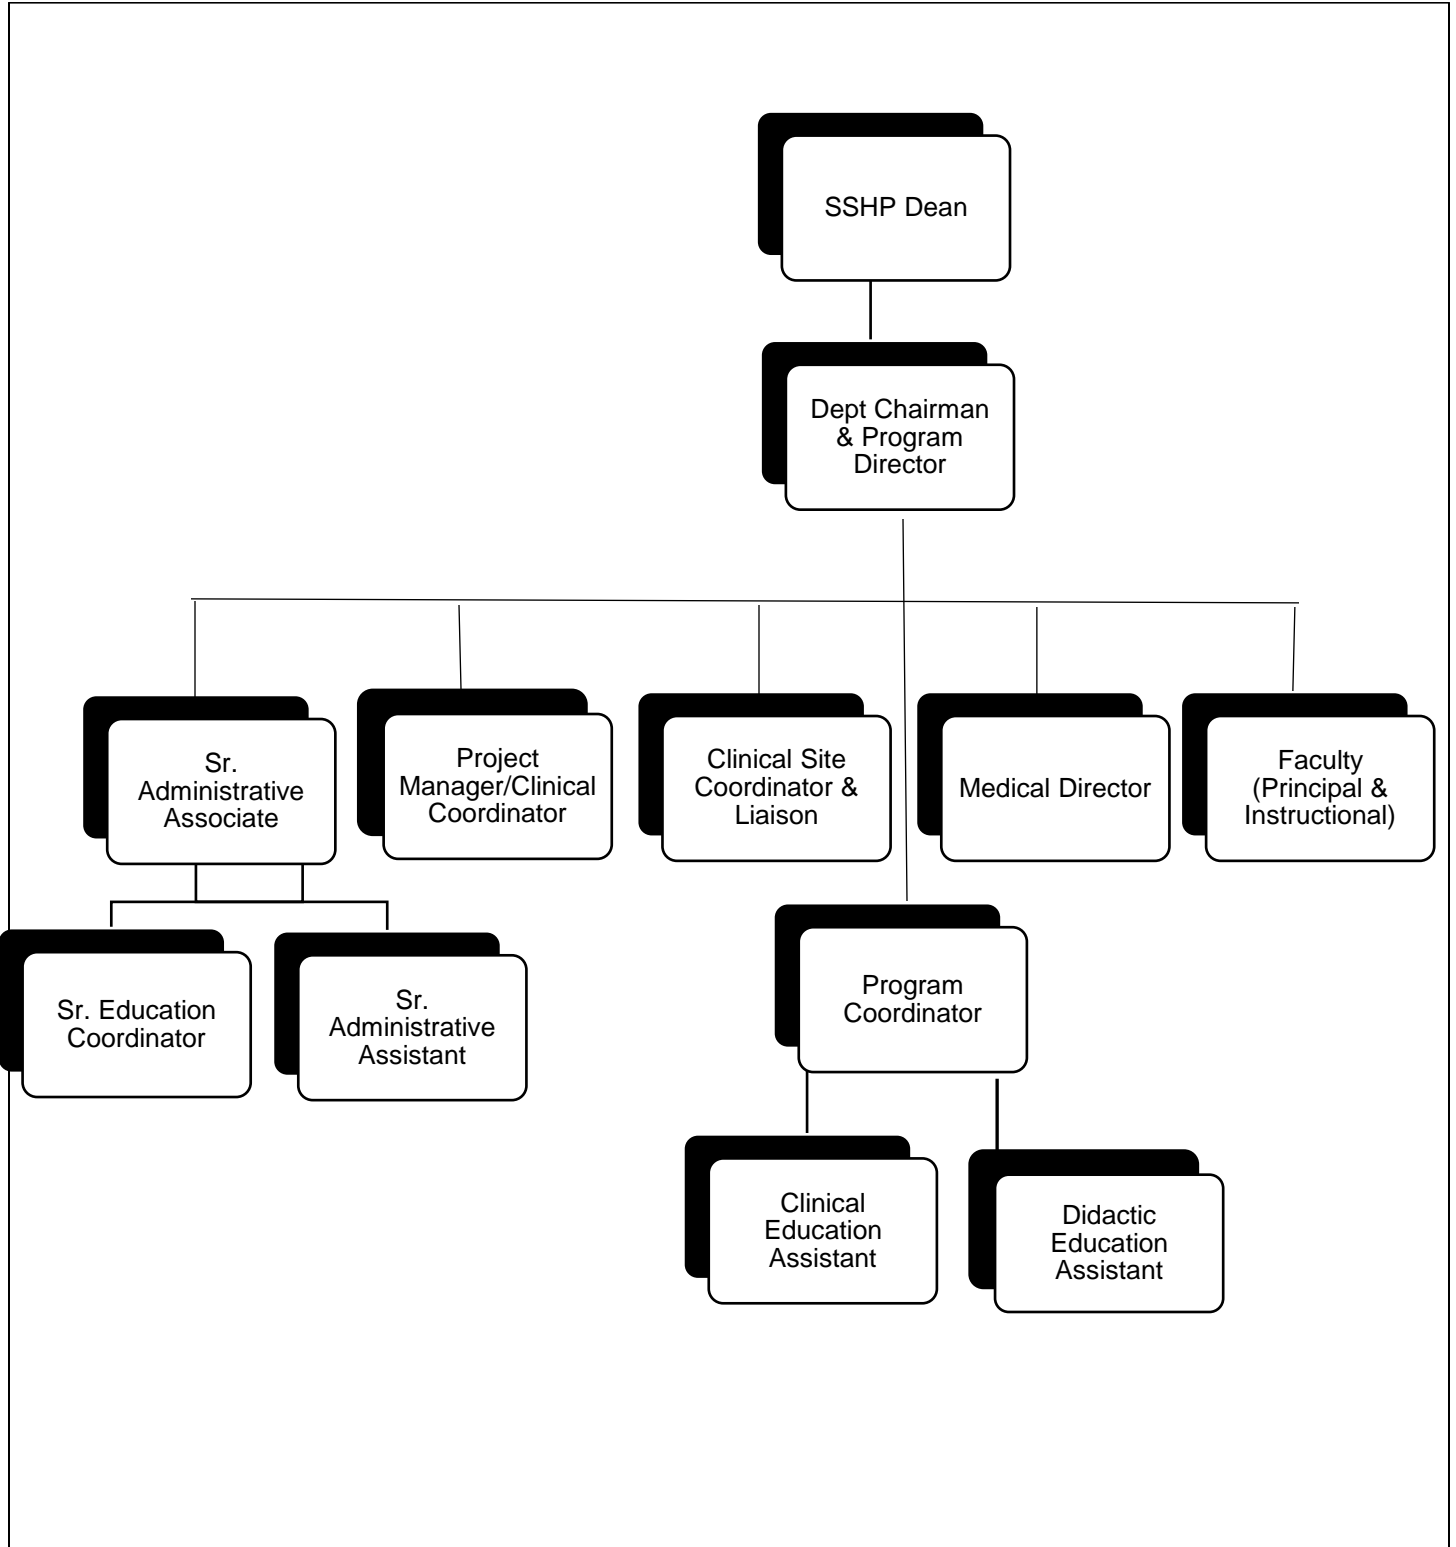 SSHP Dean
Dept Chairman
& Program
Director
Sr.
Administrative
Associate
Project
Manager/Clinical
Coordinator
Clinical Site
Coordinator &
Liaison
Medical Director
Faculty
(Principal &
Instructional)
Sr. Education
Coordinator
Sr.
Administrative
Assistant
Program
Coordinator
Clinical
Education
Assistant
Didactic
Education
Assistant